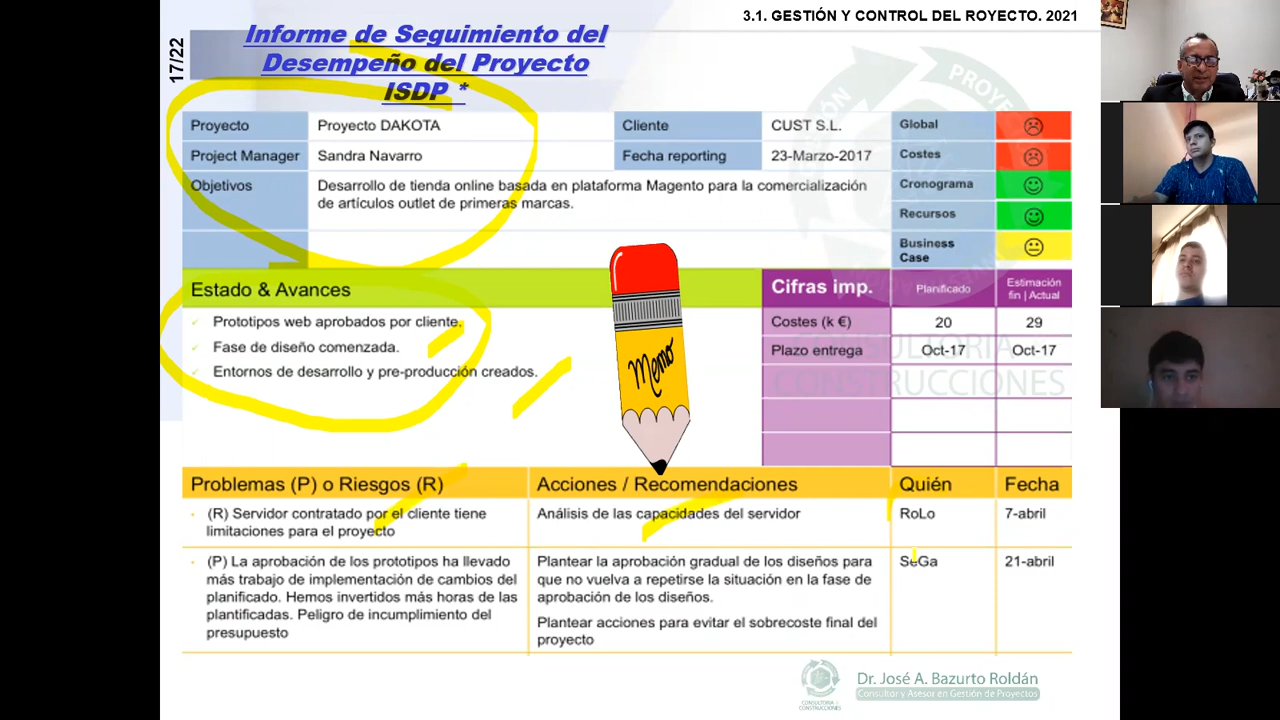 3.1. GESTIÓN Y CONTROL DEL ROYECTO. 2021
17/22
Informe de Seguimiento del
Desempeño del Proyecto
ISDP *
Proyecto
Proyecto DAKOTA
Cliente
CUST S.L.
Global
Project Manager
Sandra Navarro
Fecha reporting
23-Marzo-2017
Costes
Objetivos
Desarrollo de tienda online basada en plataforma Magento para la comercialización
de artículos outlet de primeras marcas.
Cronograma
Recursos
Business
Case
Estado & Avances
Cifras imp.
Planificado
Estimación
fin | Actual
Prototipos web aprobados por cliente.
Fase de diseño comenzada.
Entornos de desarrollo y pre-producción creados.
Costes (k €)
20
29
Plazo entrega
Oct-17
Oct-17
Memo
PROYE
CONSULTORIA
CONSTRUCCIONES
Problemas (P) o Riesgos (R)
Acciones / Recomendaciones
Quién
Fecha
(R) Servidor contratado por el cliente tiene
limitaciones para el proyecto
Análisis de las capacidades del servidor
RoLo
7-abril
(P) La aprobación de los prototipos ha llevado
más trabajo de implementación de cambios del
planificado. Hemos invertidos más horas de las
plantificadas. Peligro de incumplimiento del
presupuesto
Plantear la aprobación gradual de los diseños para
que no vuelva a repetirse la situación en la fase de
aprobación de los diseños.
Plantear acciones para evitar el sobrecoste final del
proyecto
SeGa
21-abril
CONSULTORIA Y
CONSTRUCCIONES
Dr. José A. Bazurto Roldán
Consultor y Asesor en Gestión de Proyectos